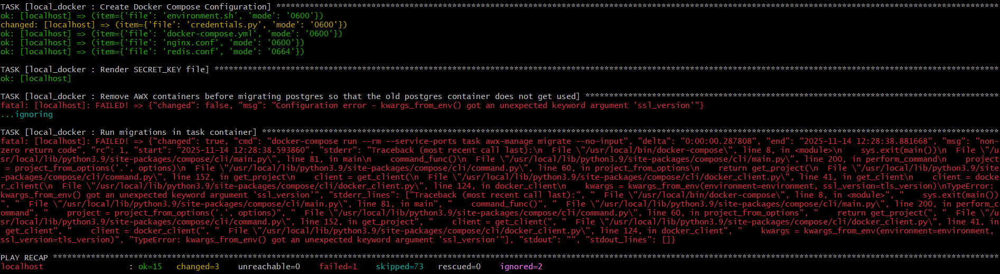 TASK [local_docker : Create Docker Compose Configuration] ********************************************************************************************************************************************************
ok: [localhost] => (item={'file': 'environment.sh', 'mode': '0600'})
changed: [localhost] => (item={'file': 'credentials.py', 'mode': '0600'})
ok: [localhost] => (item={'file': 'docker-compose.yml', 'mode': '0600'})
ok: [localhost] => (item={'file': 'nginx.conf', 'mode': '0600'})
ok: [localhost] => (item={'file': 'redis.conf', 'mode': '0664'})
TASK [local_docker : Render SECRET_KEY file] *********************************************************************************************************************************************************************
ok: [localhost]
TASK [local_docker : Remove AWX containers before migrating postgres so that the old postgres container does not get used] ***************************************************************************************
fatal: [localhost]: FAILED! => {"changed": false, "msg": "Configuration error - kwargs_from_env() got an unexpected keyword argument 'ssl_version'"}
...ignoring
TASK [local_docker : Run migrations in task container] ***********************************************************************************************************************************************************
fatal: [localhost]: FAILED! => {"changed": true, "cmd": "docker-compose run --rm --service-ports task awx-manage migrate --no-input", "delta": "0:00:00.287808", "end": "2025-11-14 12:28:38.881668", "msg": "non-
zero return code", "rc": 1, "start": "2025-11-14 12:28:38.593860", "stderr": "Traceback (most recent call last):\n  File \"/usr/local/bin/docker-compose\", line 8, in <module>\n    sys.exit(main())\n  File \"/u
sr/local/lib/python3.9/site-packages/compose/cli/main.py\", line 81, in main\n    command_func()\n  File \"/usr/local/lib/python3.9/site-packages/compose/cli/main.py\", line 200, in perform_command\n    project
 = project_from_options('.', options)\n  File \"/usr/local/lib/python3.9/site-packages/compose/cli/command.py\", line 60, in project_from_options\n    return get_project(\n  File \"/usr/local/lib/python3.9/site
-packages/compose/cli/command.py\", line 152, in get_project\n    client = get_client(\n  File \"/usr/local/lib/python3.9/site-packages/compose/cli/docker_client.py\", line 41, in get_client\n    client = docke
r_client(\n  File \"/usr/local/lib/python3.9/site-packages/compose/cli/docker_client.py\", line 124, in docker_client\n    kwargs = kwargs_from_env(environment=environment, ssl_version=tls_version)\nTypeError: 
kwargs_from_env() got an unexpected keyword argument 'ssl_version'", "stderr_lines": ["Traceback (most recent call last):", "  File \"/usr/local/bin/docker-compose\", line 8, in <module>", "    sys.exit(main())
", "  File \"/usr/local/lib/python3.9/site-packages/compose/cli/main.py\", line 81, in main", "    command_func()", "  File \"/usr/local/lib/python3.9/site-packages/compose/cli/main.py\", line 200, in perform_c
ommand", "    project = project_from_options('.', options)", "  File \"/usr/local/lib/python3.9/site-packages/compose/cli/command.py\", line 60, in project_from_options", "    return get_project(", "  File \"/u
sr/local/lib/python3.9/site-packages/compose/cli/command.py\", line 152, in get_project", "    client = get_client(", "  File \"/usr/local/lib/python3.9/site-packages/compose/cli/docker_client.py\", line 41, in
 get_client", "    client = docker_client(", "  File \"/usr/local/lib/python3.9/site-packages/compose/cli/docker_client.py\", line 124, in docker_client", "    kwargs = kwargs_from_env(environment=environment, 
ssl_version=tls_version)", "TypeError: kwargs_from_env() got an unexpected keyword argument 'ssl_version'"], "stdout": "", "stdout_lines": []}
PLAY RECAP *******************************************************************************************************************************************************************************************************
localhost                  : ok=15   changed=3    unreachable=0    failed=1    skipped=73   rescued=0    ignored=2